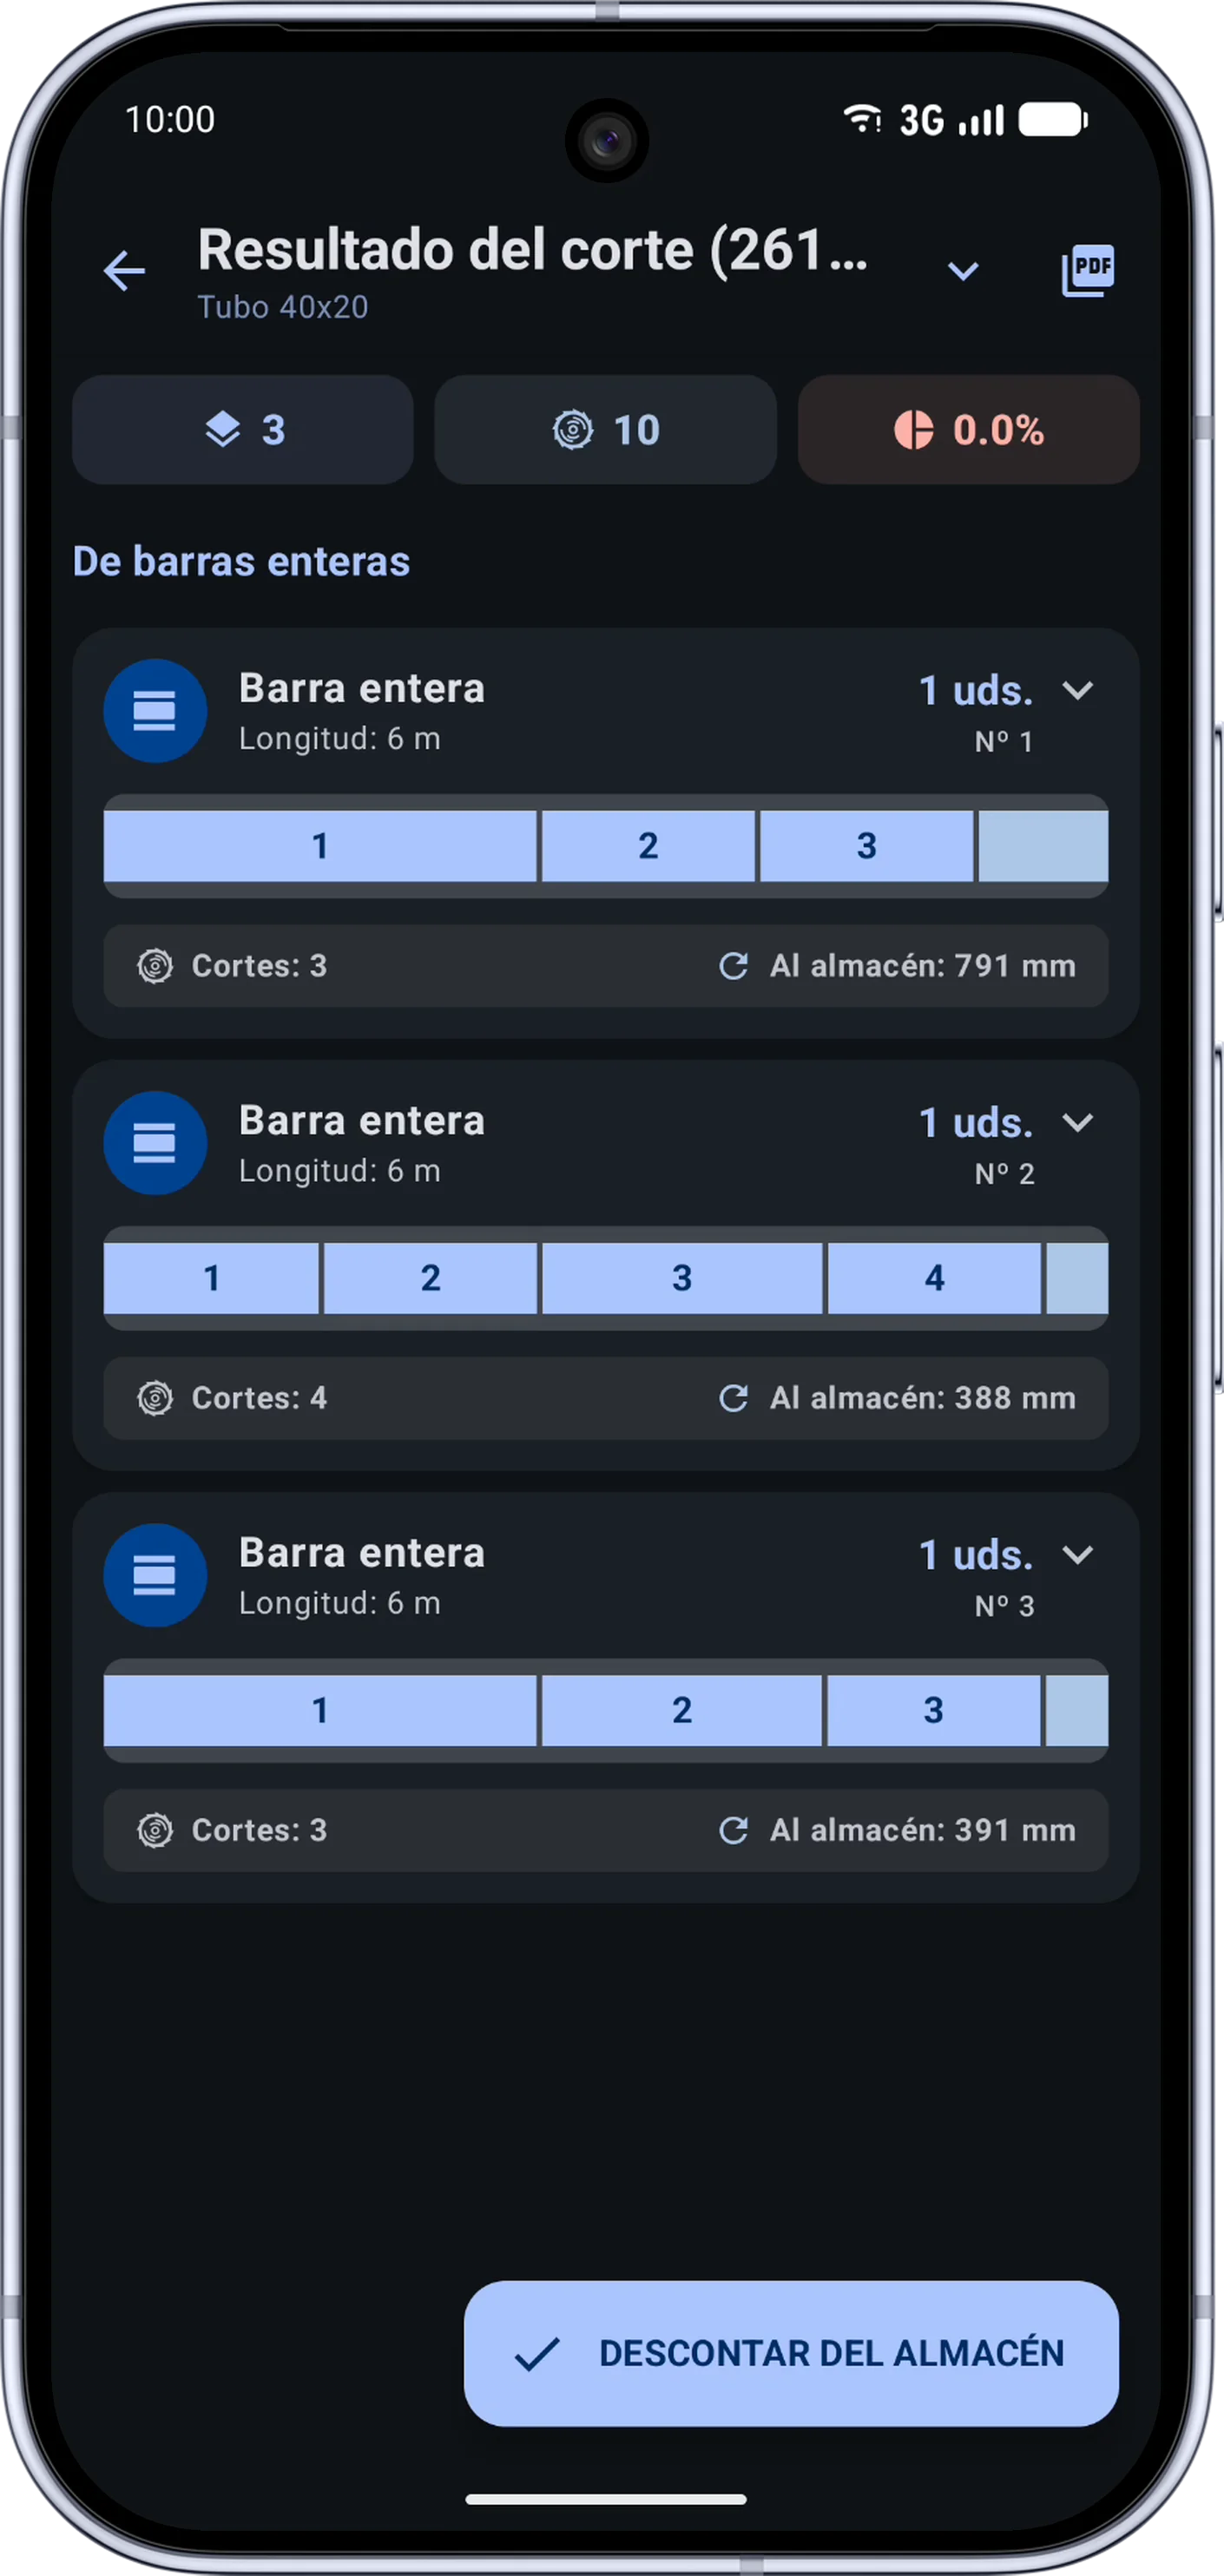 10:00
3G
Resultado del corte (261...
Tubo 40x20
PDF
3
10
0.0%
De barras enteras
Barra entera
1 uds.
Longitud: 6 m
Nº 1
1
2
3
Cortes: 3
Al almacén: 791 mm
Barra entera
1 uds.
Longitud: 6 m
Nº 2
1
2
3
4
Cortes: 4
Al almacén: 388 mm
Barra entera
1 uds.
Longitud: 6 m
Nº 3
1
2
3
Cortes: 3
Al almacén: 391 mm
DESCONTAR DEL ALMACÉN